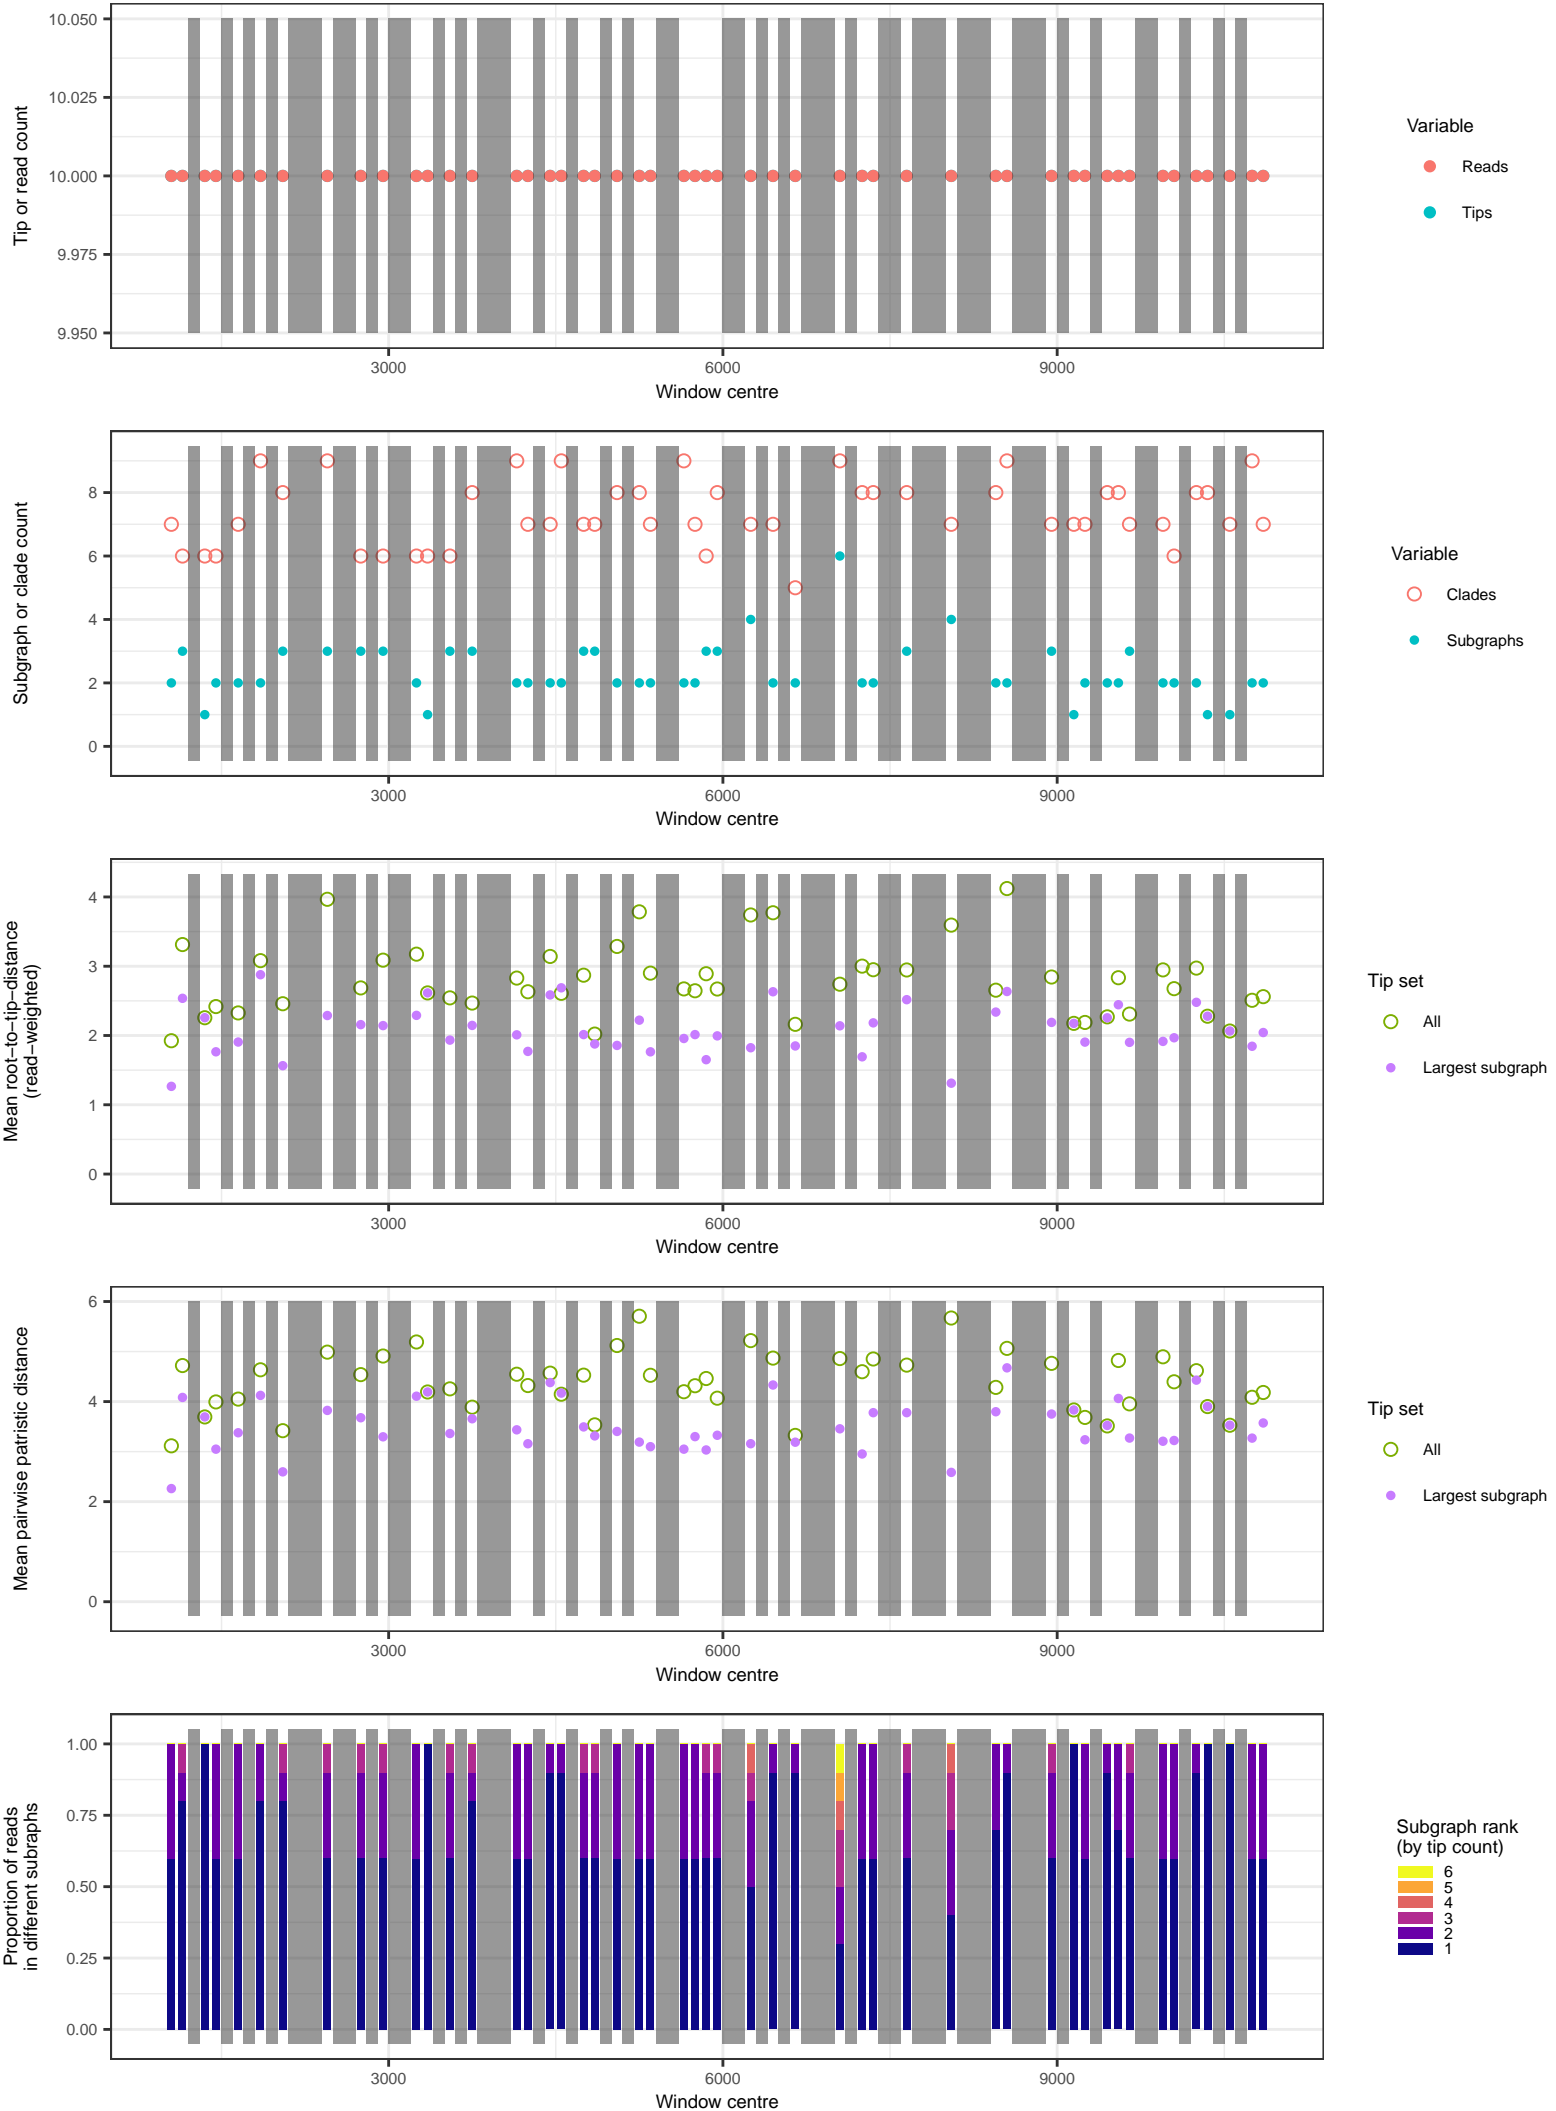 10.050
10.025
10.000
9.975
9.950
Tip or read count
3000 6000 9000
Window centre
Variable
Reads
Tips
8
6
4
2
0
Subgraph or clade count
3000 6000 9000
Window centre
Variable
Clades
Subgraphs
4
3
2
1
0
Mean root−to−tip−distance
(read−weighted)
3000 6000 9000
Window centre
Tip set
All
Largest subgraph
6
4
2
0
Mean pairwise patristic distance
3000 6000 9000
Window centre
Tip set
All
Largest subgraph
1.00
0.75
0.50
0.25
0.00
Proportion of reads
in different subraphs
3000 6000 9000
Window centre
Subgraph rank
(by tip count)
6
5
4
3
2
1